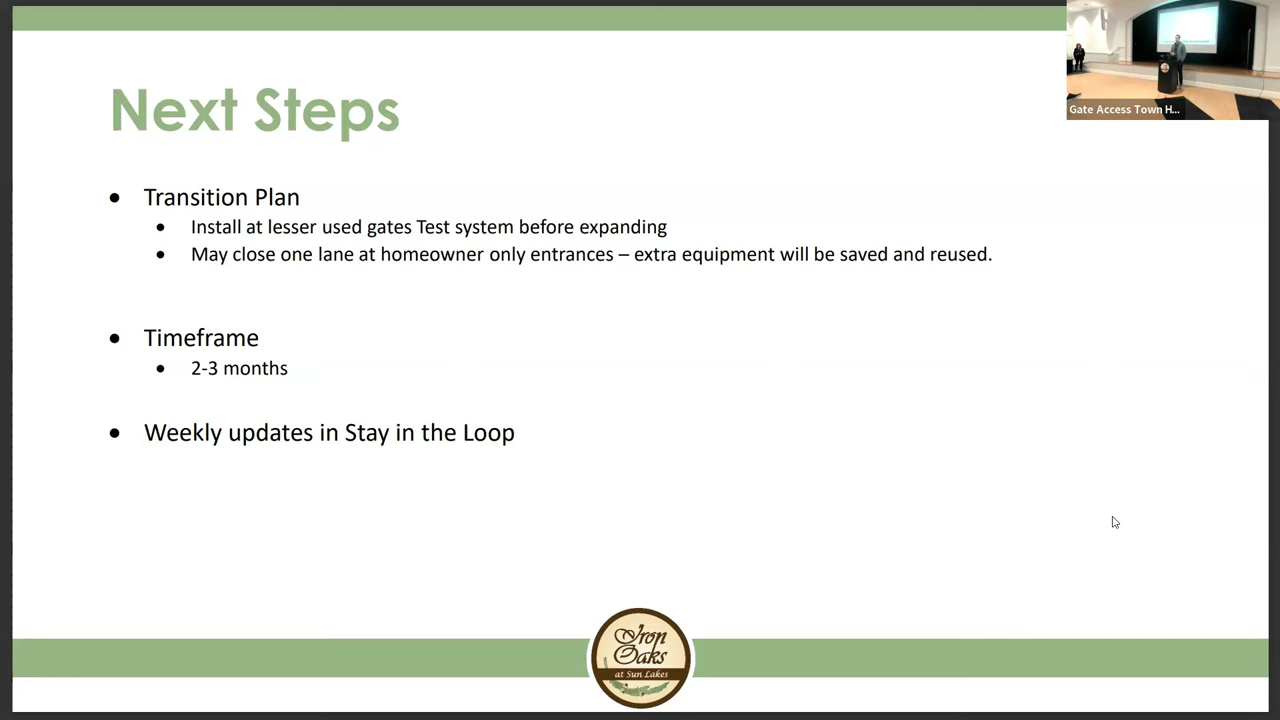 Gate Access Town H...
Next Steps
• Transition Plan
• Install at lesser used gates Test system before expanding
• May close one lane at homeowner only entrances – extra equipment will be saved and reused.
• Timeframe
• 2-3 months
• Weekly updates in Stay in the Loop
Iron
Oaks
at Sun Lakes